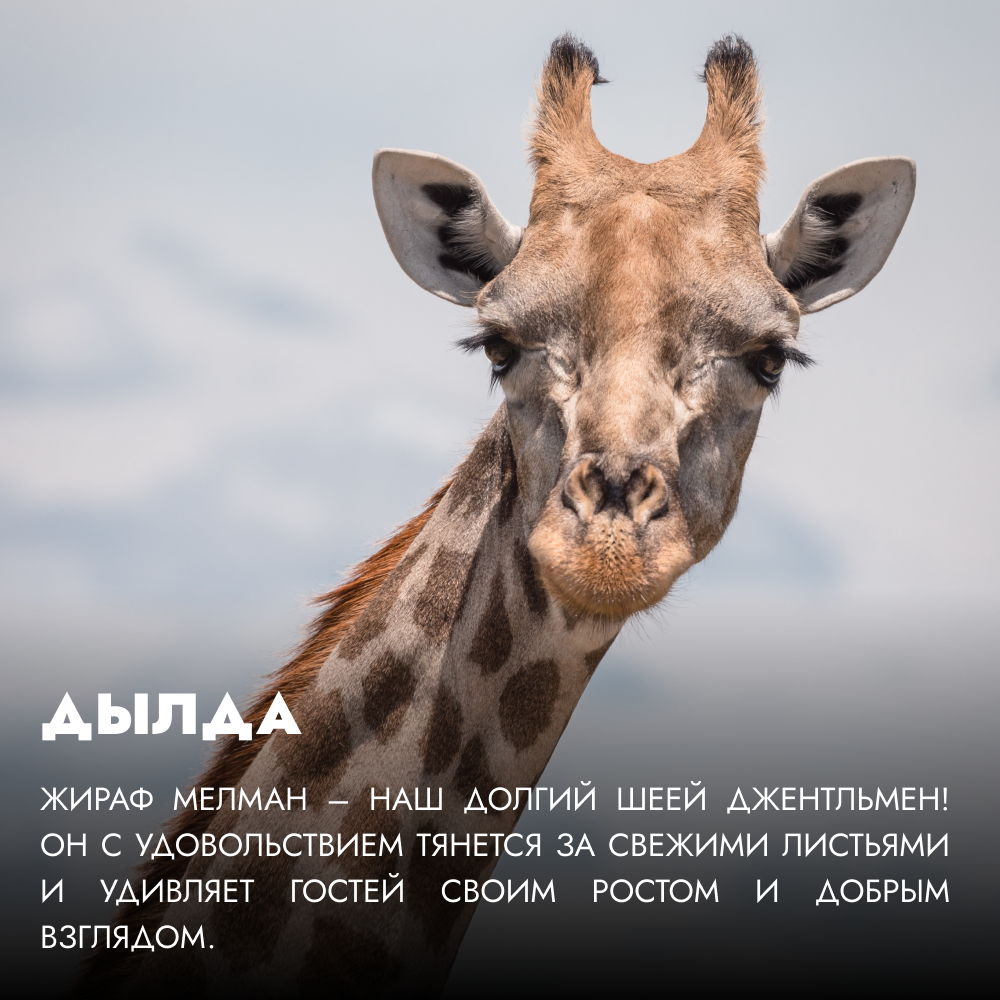 ДЫЛДА
ЖИРАФ МЕЛМАН – НАШ ДОЛГИЙ ШЕЕЙ ДЖЕНТЛЬМЕН!
ОН С УДОВОЛЬСТВИЕМ ТЯНЕТСЯ ЗА СВЕЖИМИ ЛИСТЬЯМИ
И УДИВЛЯЕТ ГОСТЕЙ СВОИМ РОСТОМ И ДОБРЫМ
ВЗГЛЯДОМ.